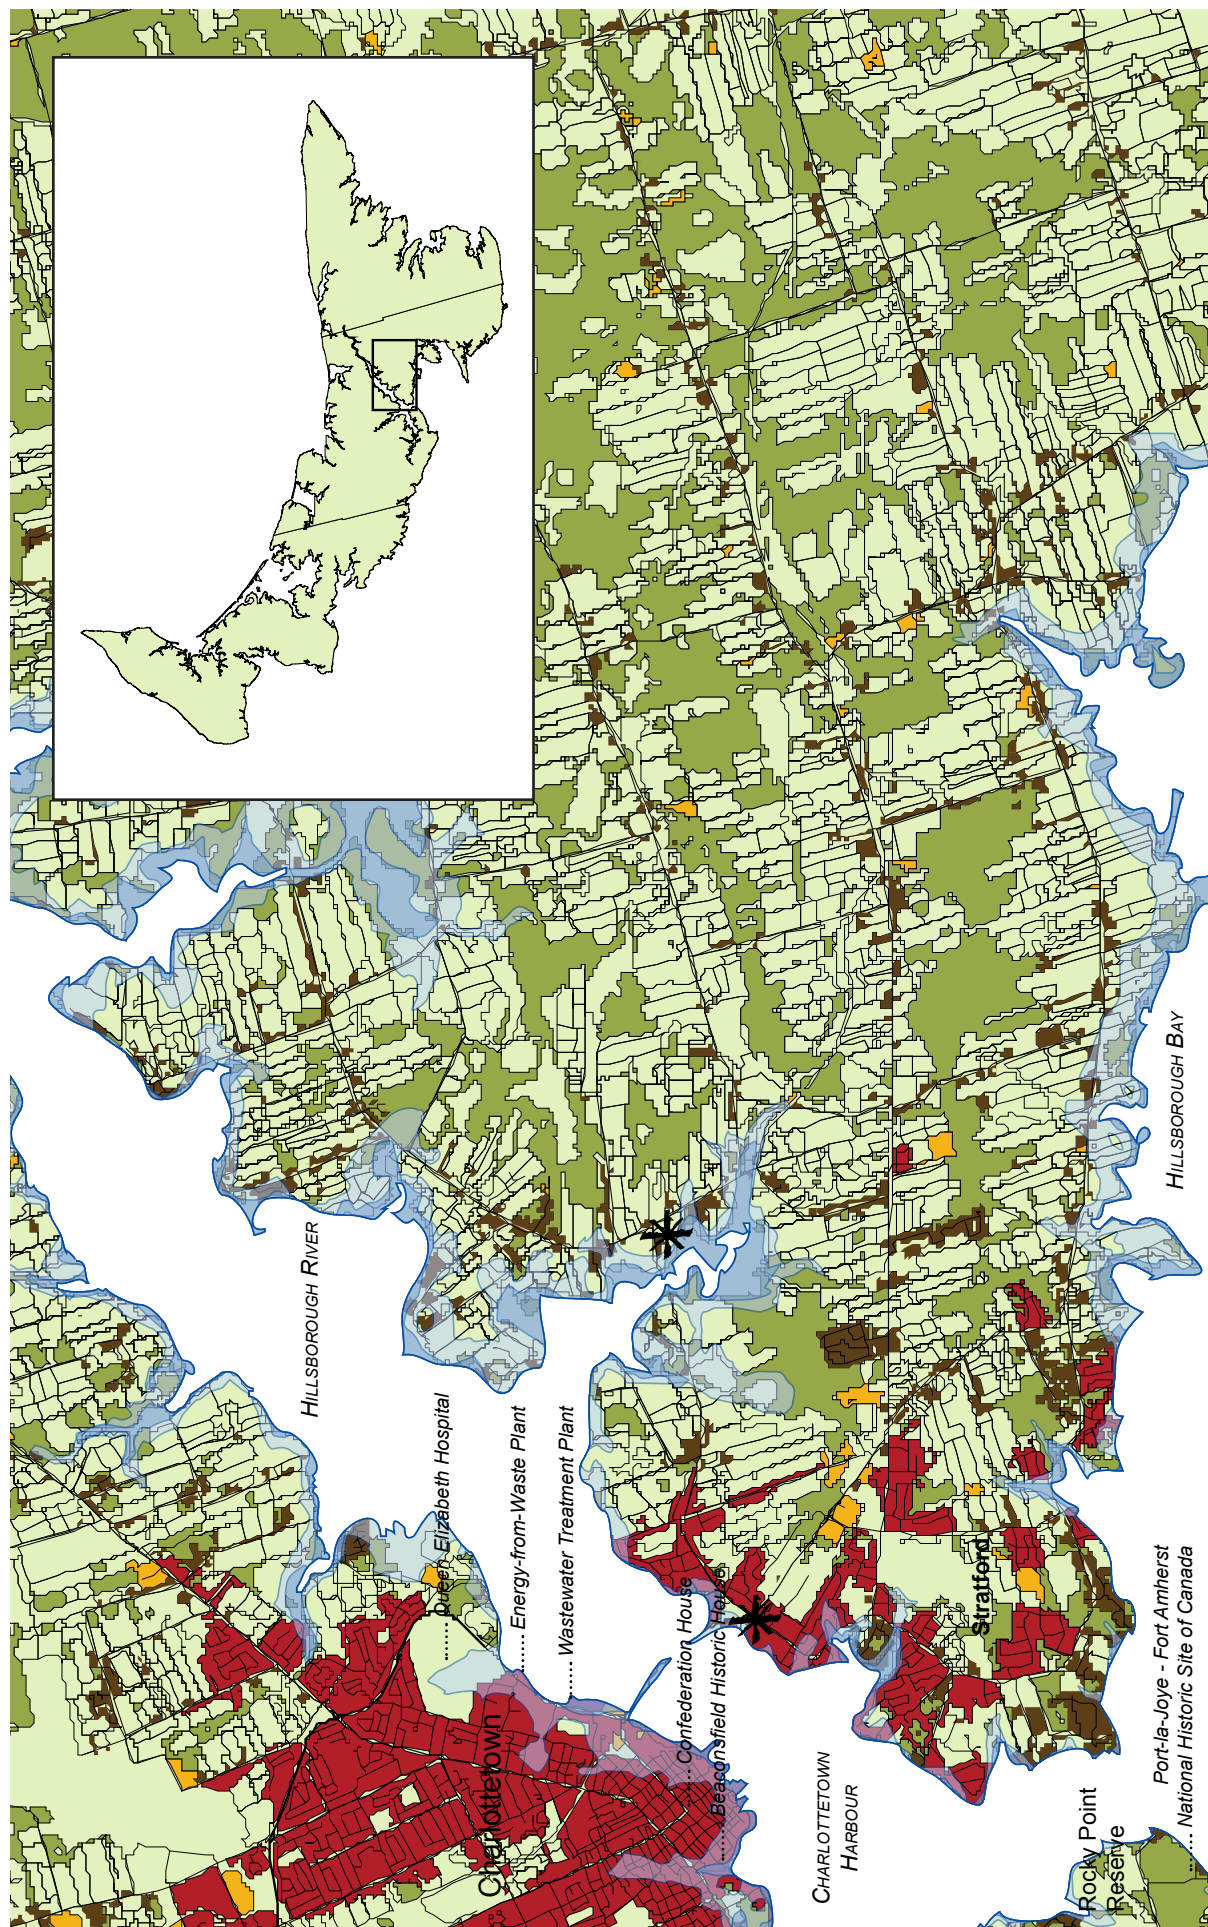 HILLSBOROUGH RIVER
Queen Elizabeth Hospital
Energy-from-Waste Plant
Wastewater Treatment Plant
Charlottetown
Confederation House
Beaconsfield Historic House
CHARLOTTETOWN
HARBOUR
Stratford
HILLSBOROUGH BAY
Rocky Point
Reserve
Port-la-Joye - Fort Amherst
National Historic Site of Canada